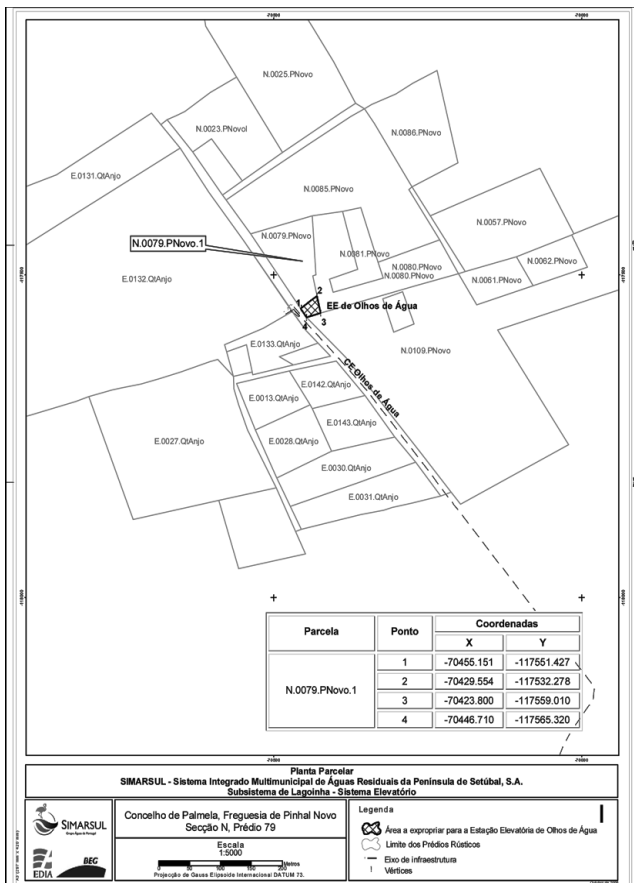 N.0025.PNovo
N.0023.PNovol
N.0086.PNovo
E.0131.QtAnjo
N.0085.PNovo
N.0057.PNovo
N.0079.PNovo
N.0079.PNovo.1
N.0081.PNovo
N.0062.PNovo
N.0080.PNovo
N.0080.PNovo
N.0061.PNovo
E.0132.QtAnjo
2
1
EE de Olhos de Água
3
4
E.0133.QtAnjo
N.0109.PNovo
CE Olhos de Água
E.0142.QtAnjo
E.0013.QtAnjo
E.0143.QtAnjo
E.0027.QtAnjo
E.0028.QtAnjo
E.0030.QtAnjo
E.0031.QtAnjo
Parcela Ponto Coordenadas
X Y
N.0079.PNovo.1
1 -70455.151 -117551.427
2 -70429.554 -117532.278
3 -70423.800 -117559.010
4 -70446.710 -117565.320
Planta Parcelar
SIMARSUL - Sistema Integrado Multimunicipal de Águas Residuais da Península de Setúbal, S.A.
Subsistema de Lagoinha - Sistema Elevatório
SIMARSUL
EDIA
BEG
Concelho de Palmela, Freguesia de Pinhal Novo
Secção N, Prédio 79
Escala
1:5000
0 50 100 150 200 Metros
Projecção de Gauss Elipsoide Internacional DATUM 73.
Legenda
Área a expropriar para a Estação Elevatória de Olhos de Água
Limite dos Prédios Rústicos
Eixo de infraestrutura
Vértices